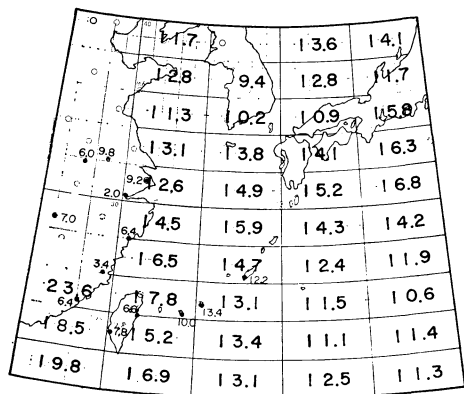 11.7 13.6 14.1
12.8 9.4 12.8 11.7
11.3 10.2 10.9 15.8
13.1 13.8 14.1 16.3
6.0 9.8
9.2 2.6 14.9 15.2 16.8
2.0
7.0 14.5 15.9 14.3 14.2
6.4
16.5 14.7 12.4 11.9
3.4 12.2
23.6 17.8 13.1 11.5 10.6
6.4 6.6 10.0 13.4
18.5 15.2 13.4 11.1 11.4
7.8
19.8 16.9 13.1 12.5 11.3